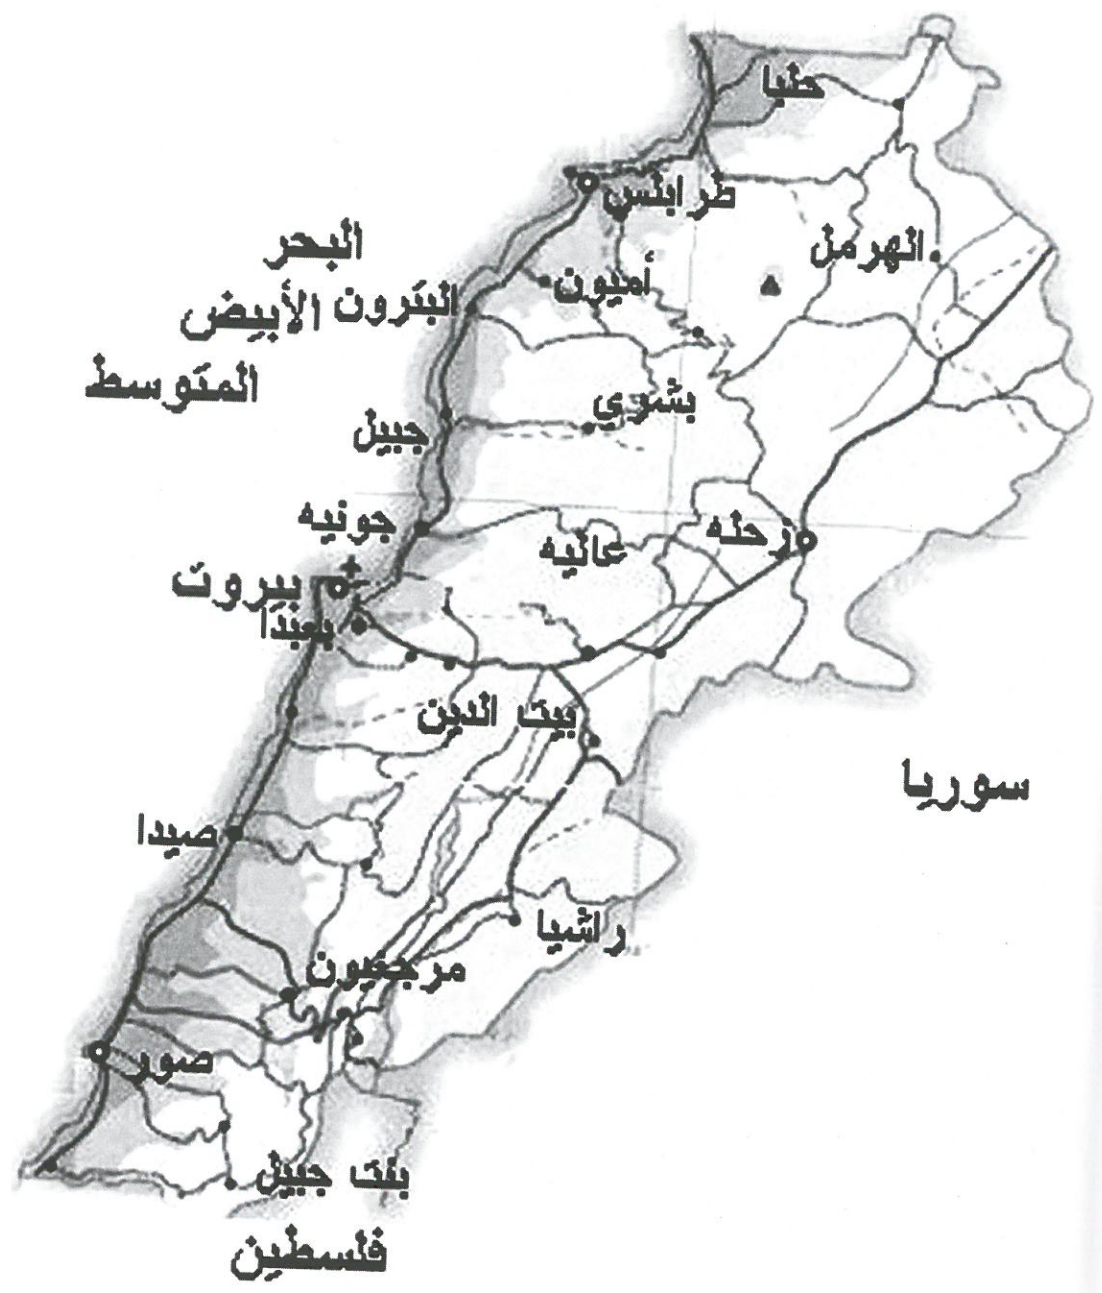 حلبا
طرابلس
الهرمل
البحر
أميون
الأبيض
البترون
المتوسط
بشري
جبيل
جونيه
زحله
عاليه
بيروت
بعبدا
بيت الدين
سوريا
صيدا
راشيا
مرجعيون
صور
بنت جبيل
فلسطين